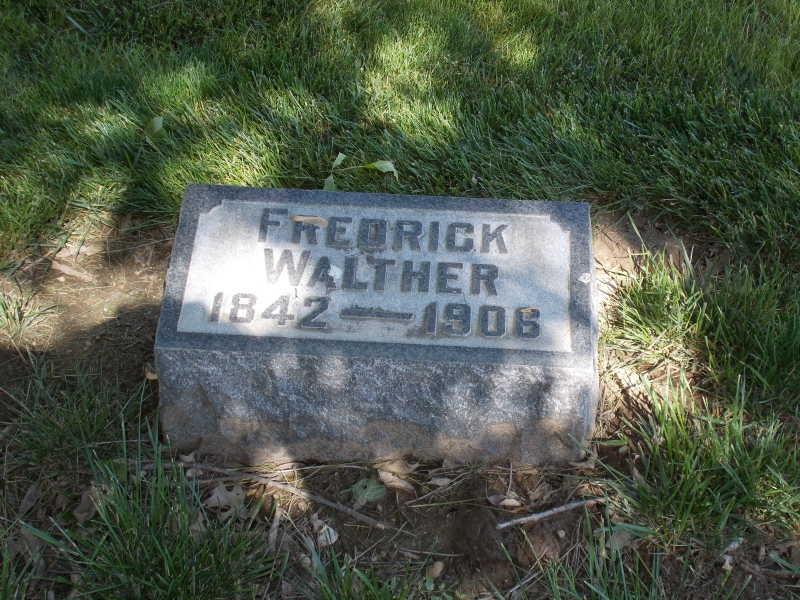 FREDRICK
WALTHER
1842 — 1906